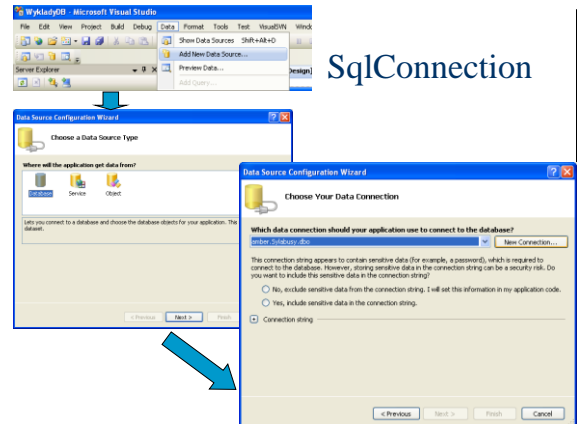 WykladyDB - Microsoft Visual Studio
File Edit View Project Build Debug Data Format Tools Test VisualSVN Windo
Show Data Sources Shift+Alt+D
Add New Data Source...
Server Explorer
Preview Data...
Design]
Add Query...
SqlConnection
Data Source Configuration Wizard
Choose a Data Source Type
Where will the application get data from?
Database Service Object
Lets you connect to a database and choose the database objects for your application. This
dataset.
< Previous Next > Finish
Data Source Configuration Wizard
Choose Your Data Connection
Which data connection should your application use to connect to the database?
amber.Sylabusy.dbo New Connection...
This connection string appears to contain sensitive data (for example, a password), which is required to
connect to the database. However, storing sensitive data in the connection string can be a security risk. Do
you want to include this sensitive data in the connection string?
No, exclude sensitive data from the connection string. I will set this information in my application code.
Yes, include sensitive data in the connection string.
Connection string
< Previous Next > Finish Cancel